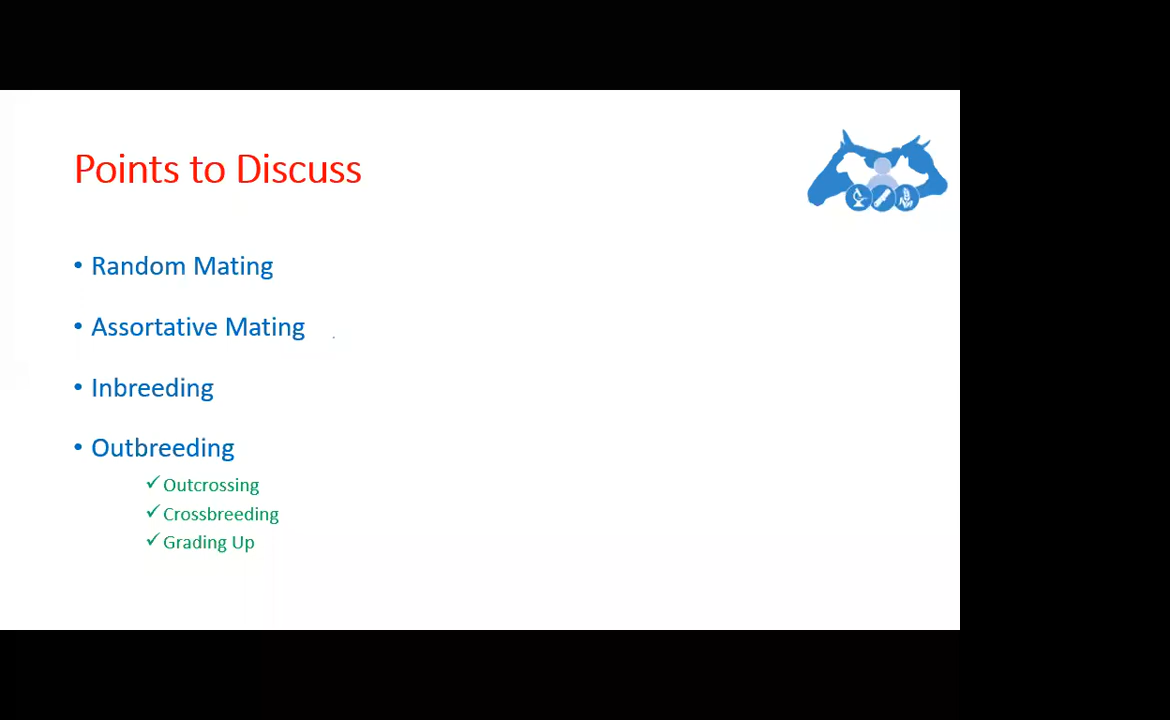 Points to Discuss
• Random Mating
• Assortative Mating
• Inbreeding
• Outbreeding
✓ Outcrossing
✓ Crossbreeding
✓ Grading Up